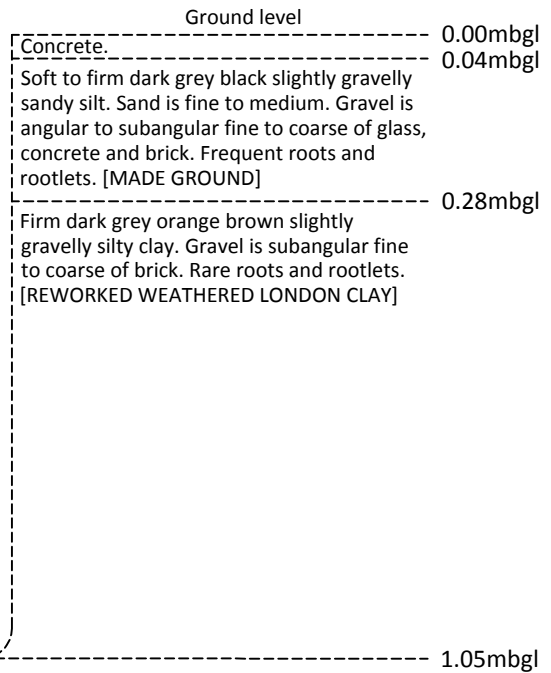 Ground level
0.00mbgl
Concrete.
0.04mbgl
Soft to firm dark grey black slightly gravelly
sandy silt. Sand is fine to medium. Gravel is
angular to subangular fine to coarse of glass,
concrete and brick. Frequent roots and
rootlets. [MADE GROUND]
0.28mbgl
Firm dark grey orange brown slightly
gravelly silty clay. Gravel is subangular fine
to coarse of brick. Rare roots and rootlets.
[REWORKED WEATHERED LONDON CLAY]
1.05mbgl